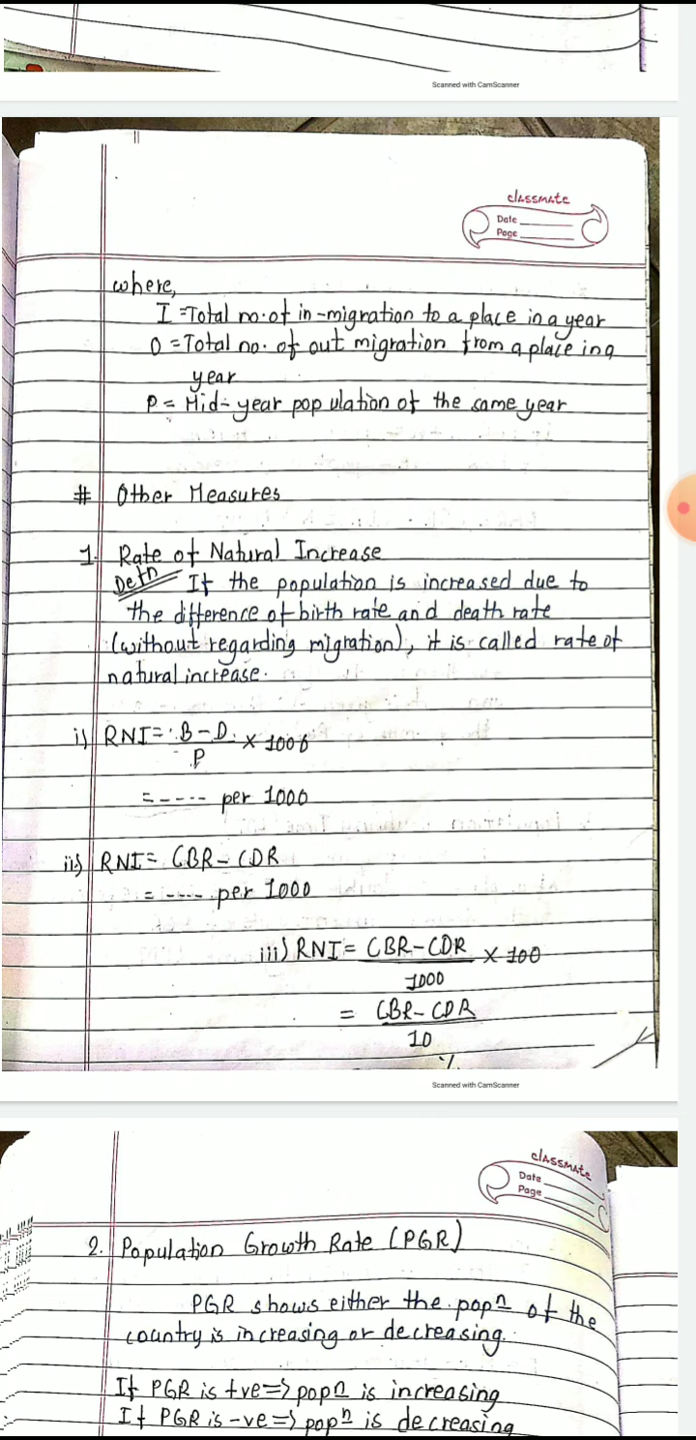 Scanned with CamScanner
classmate
Date
Page
where,
I = Total no. of in-migration to a place in a year
O = Total no. of out migration from a place in a
year
P = Mid-year population of the same year
# Other Measures
1. Rate of Natural Increase
Defn If the population is increased due to
the difference of birth rate and death rate
(without regarding migration), it is called rate of
natural increase.
i) RNI = B-D/P × 1000
= ---- per 1000
ii) RNI = CBR - CDR
= ---- per 1000
iii) RNI = CBR-CDR/1000 × 100
= CBR-CDR/10
%
Scanned with CamScanner
classmate
Date
Page
2. Population Growth Rate (PGR)
PGR shows either the popn of the
country is increasing or decreasing.
If PGR is +ve => popn is increasing
If PGR is -ve => popn is decreasing